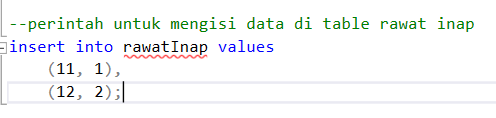 --perintah untuk mengisi data di table rawat inap
insert into rawatInap values
(11, 1),
(12, 2);